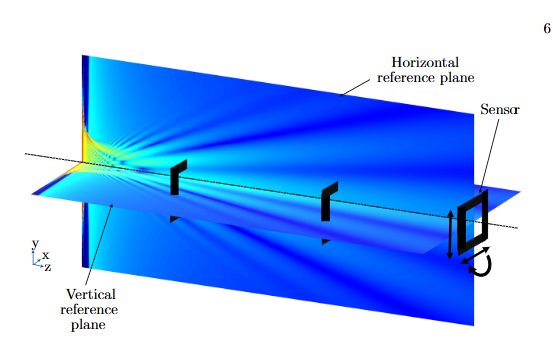 6
Horizontal
reference plane
Sensor
y
x
z
Vertical
reference
plane